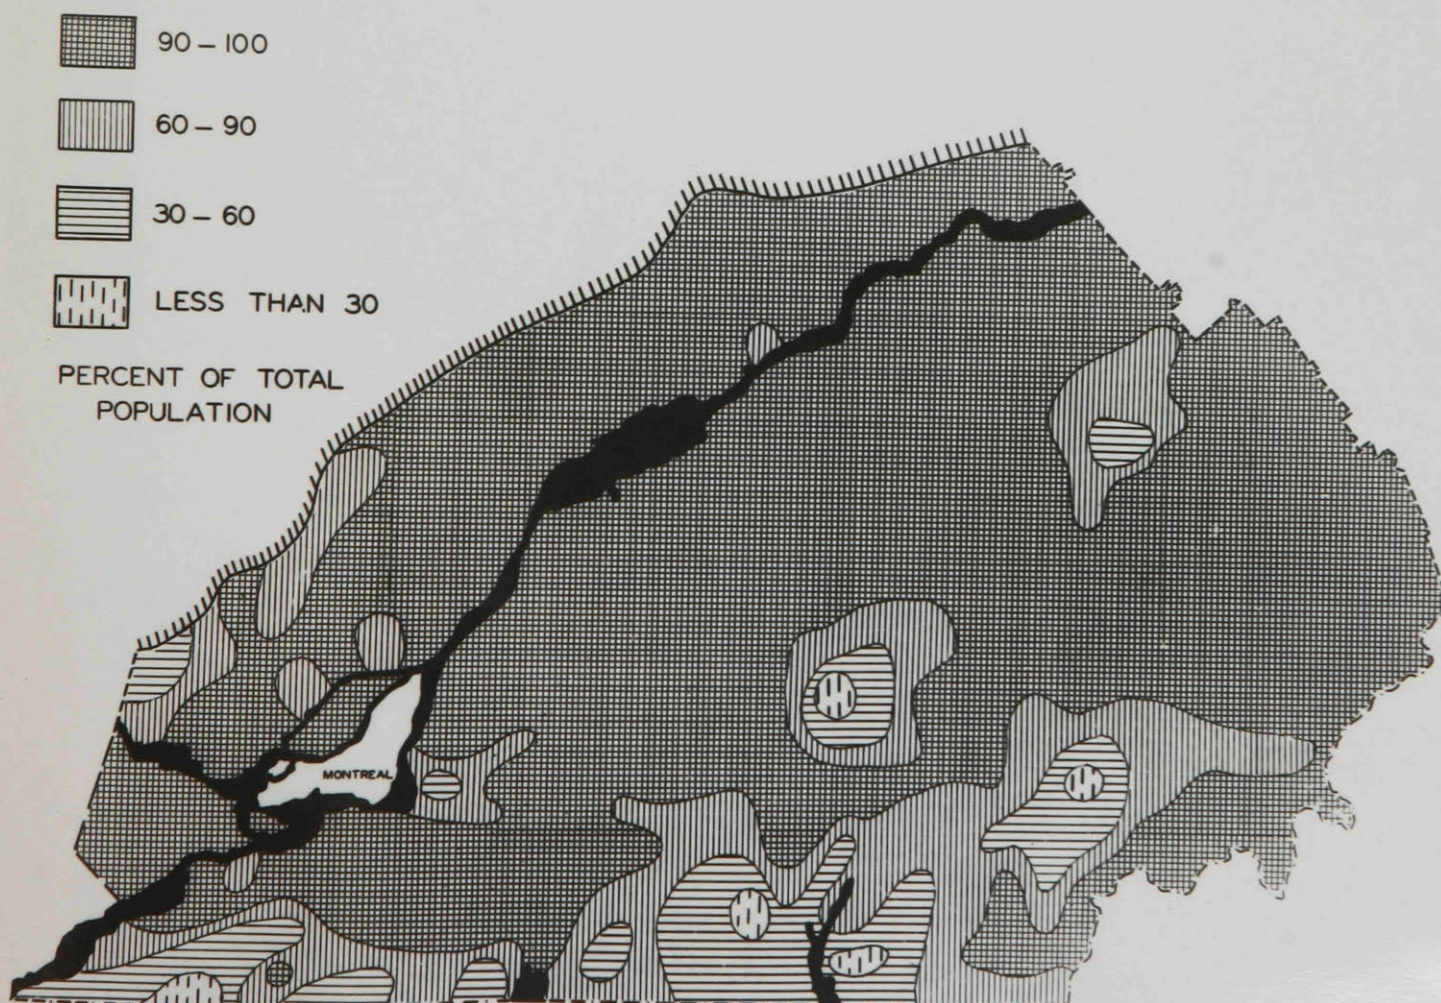 90 – 100
60 – 90
30 – 60
LESS THAN 30
PERCENT OF TOTAL
POPULATION
MONTREAL